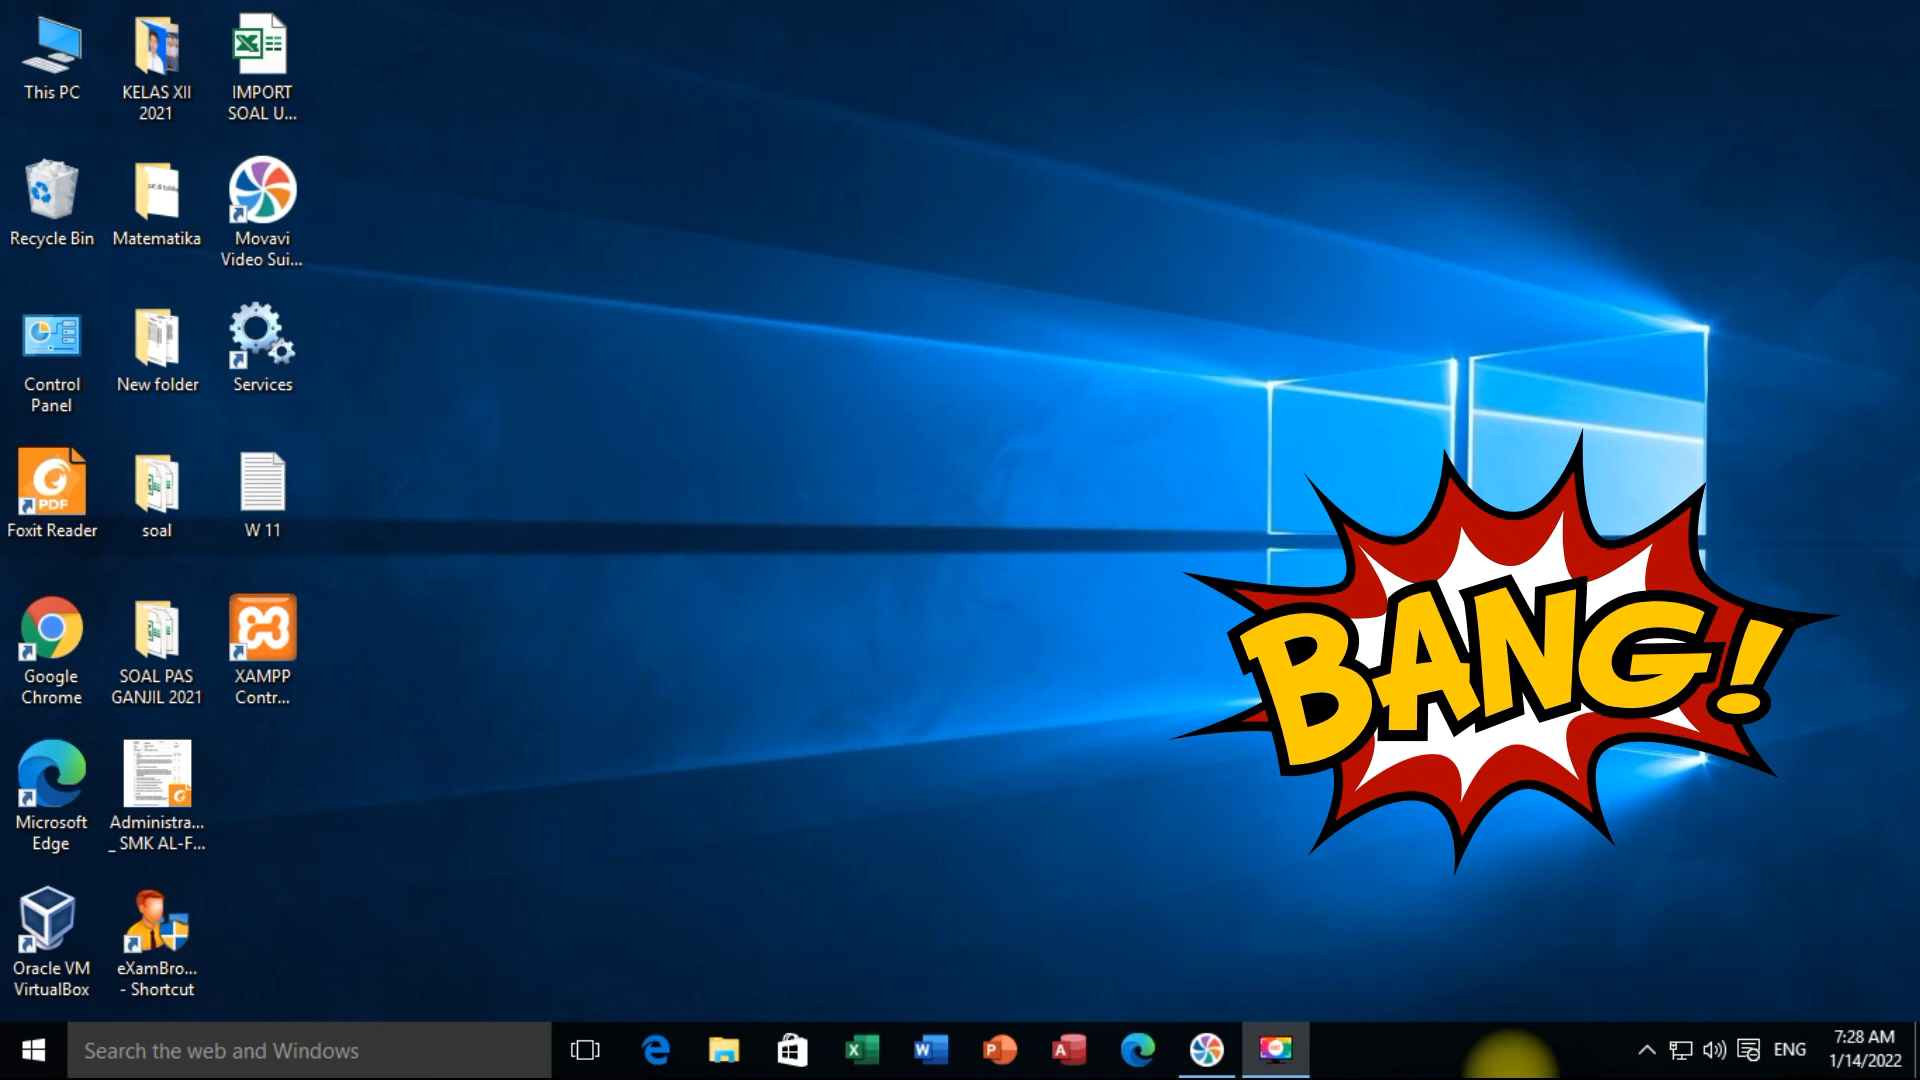 This PC
KELAS XII
2021
IMPORT
SOAL U...
Recycle Bin
Matematika
Movavi
Video Sui...
Control
Panel
New folder
Services
PDF
Foxit Reader
soal
W 11
Google
Chrome
SOAL PAS
GANJIL 2021
XAMPP
Contr...
Microsoft
Edge
Administra...
_ SMK AL-F...
Oracle VM
VirtualBox
eXamBro...
- Shortcut
BANG!
Search the web and Windows
ENG
7:28 AM
1/14/2022